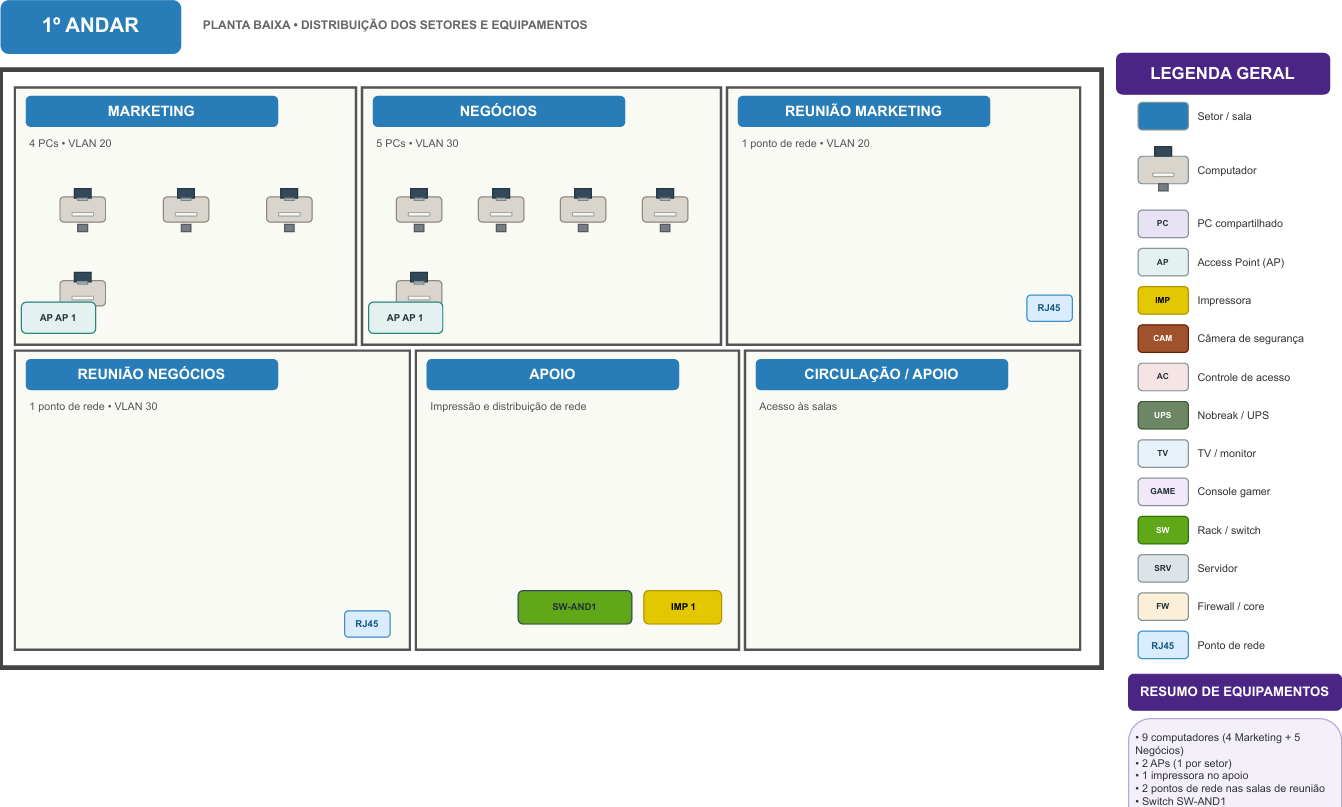 1º ANDAR
PLANTA BAIXA • DISTRIBUIÇÃO DOS SETORES E EQUIPAMENTOS
MARKETING
4 PCs • VLAN 20
AP AP 1
NEGÓCIOS
5 PCs • VLAN 30
AP AP 1
REUNIÃO MARKETING
1 ponto de rede • VLAN 20
RJ45
REUNIÃO NEGÓCIOS
1 ponto de rede • VLAN 30
RJ45
APOIO
Impressão e distribuição de rede
SW-AND1
IMP 1
CIRCULAÇÃO / APOIO
Acesso às salas
LEGENDA GERAL
Setor / sala
Computador
PC PC compartilhado
AP Access Point (AP)
IMP Impressora
CAM Câmera de segurança
AC Controle de acesso
UPS Nobreak / UPS
TV TV / monitor
GAME Console gamer
SW Rack / switch
SRV Servidor
FW Firewall / core
RJ45 Ponto de rede
RESUMO DE EQUIPAMENTOS
• 9 computadores (4 Marketing + 5
Negócios)
• 2 APs (1 por setor)
• 1 impressora no apoio
• 2 pontos de rede nas salas de reunião
• Switch SW-AND1